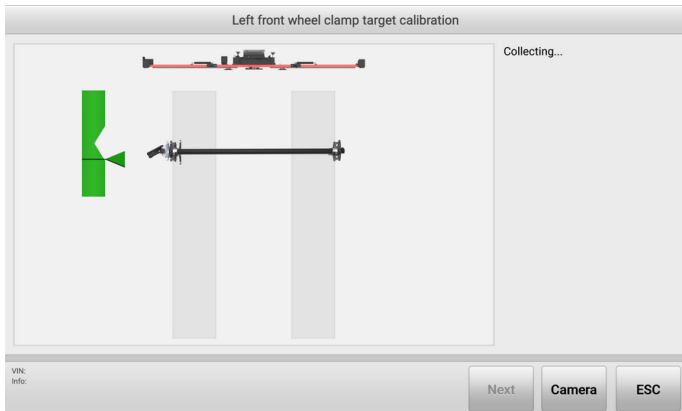 Left front wheel clamp target calibration
Collecting...
VIN:
Info:
Next
Camera
ESC